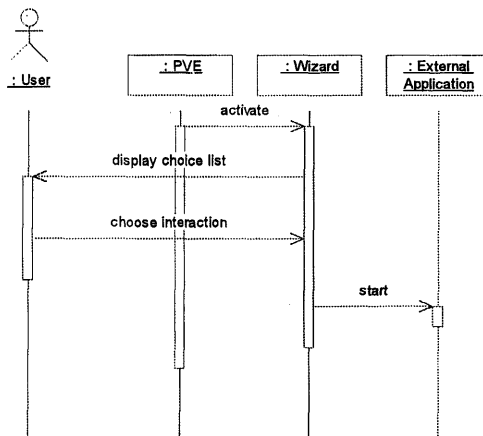 : User
: PVE
: Wizard
: External
Application
activate
display choice list
choose interaction
start